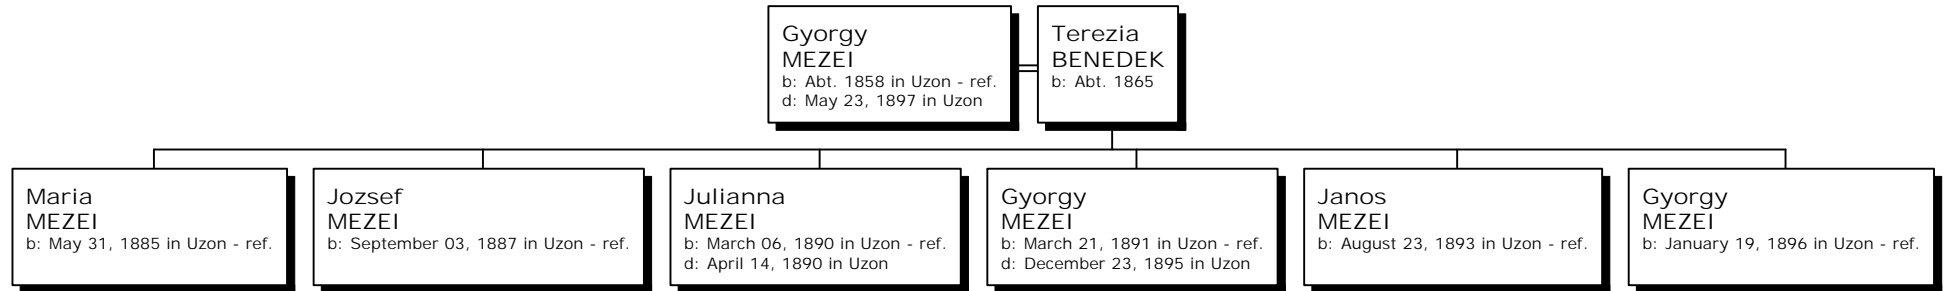 Gyorgy
MEZEI
b: Abt. 1858 in Uzon - ref.
d: May 23, 1897 in Uzon
Terezia
BENEDEK
b: Abt. 1865
Maria
MEZEI
b: May 31, 1885 in Uzon - ref.
Jozsef
MEZEI
b: September 03, 1887 in Uzon - ref.
Julianna
MEZEI
b: March 06, 1890 in Uzon - ref.
d: April 14, 1890 in Uzon
Gyorgy
MEZEI
b: March 21, 1891 in Uzon - ref.
d: December 23, 1895 in Uzon
Janos
MEZEI
b: August 23, 1893 in Uzon - ref.
Gyorgy
MEZEI
b: January 19, 1896 in Uzon - ref.